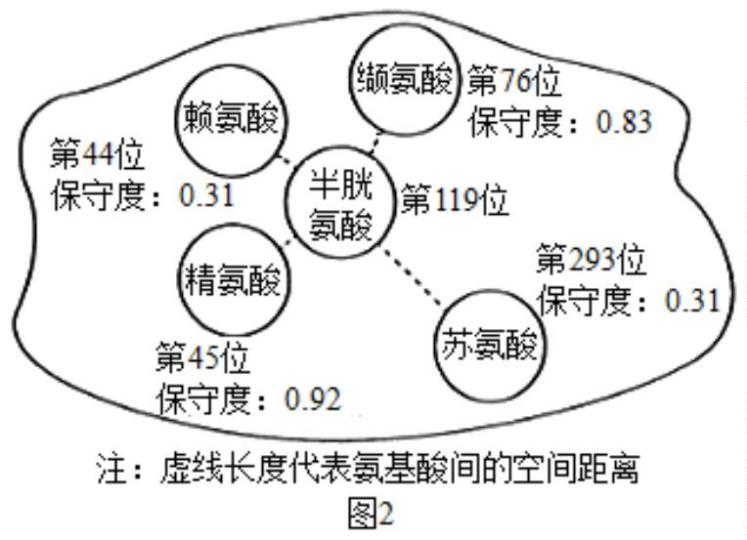 缬氨酸
第76位
保守度：0.83
赖氨酸
第44位
保守度：0.31
半胱
氨酸
第119位
精氨酸
第45位
保守度：0.92
第293位
保守度：0.31
苏氨酸
注：虚线长度代表氨基酸间的空间距离
图2